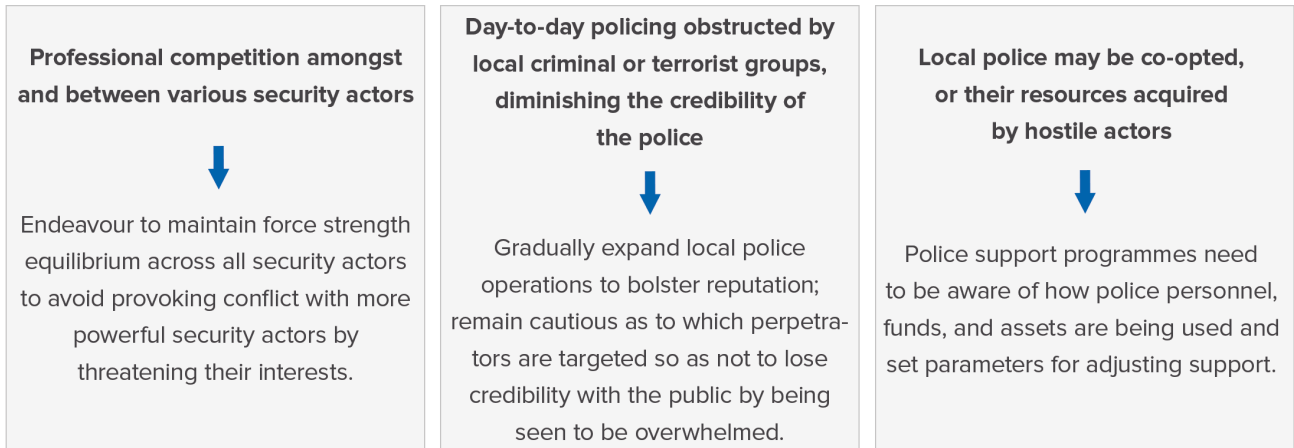 Professional competition amongst
and between various security actors
Endeavour to maintain force strength
equilibrium across all security actors
to avoid provoking conflict with more
powerful security actors by
threatening their interests.
Day-to-day policing obstructed by
local criminal or terrorist groups,
diminishing the credibility of
the police
Gradually expand local police
operations to bolster reputation;
remain cautious as to which perpetra-
tors are targeted so as not to lose
credibility with the public by being
seen to be overwhelmed.
Local police may be co-opted,
or their resources acquired
by hostile actors
Police support programmes need
to be aware of how police personnel,
funds, and assets are being used and
set parameters for adjusting support.